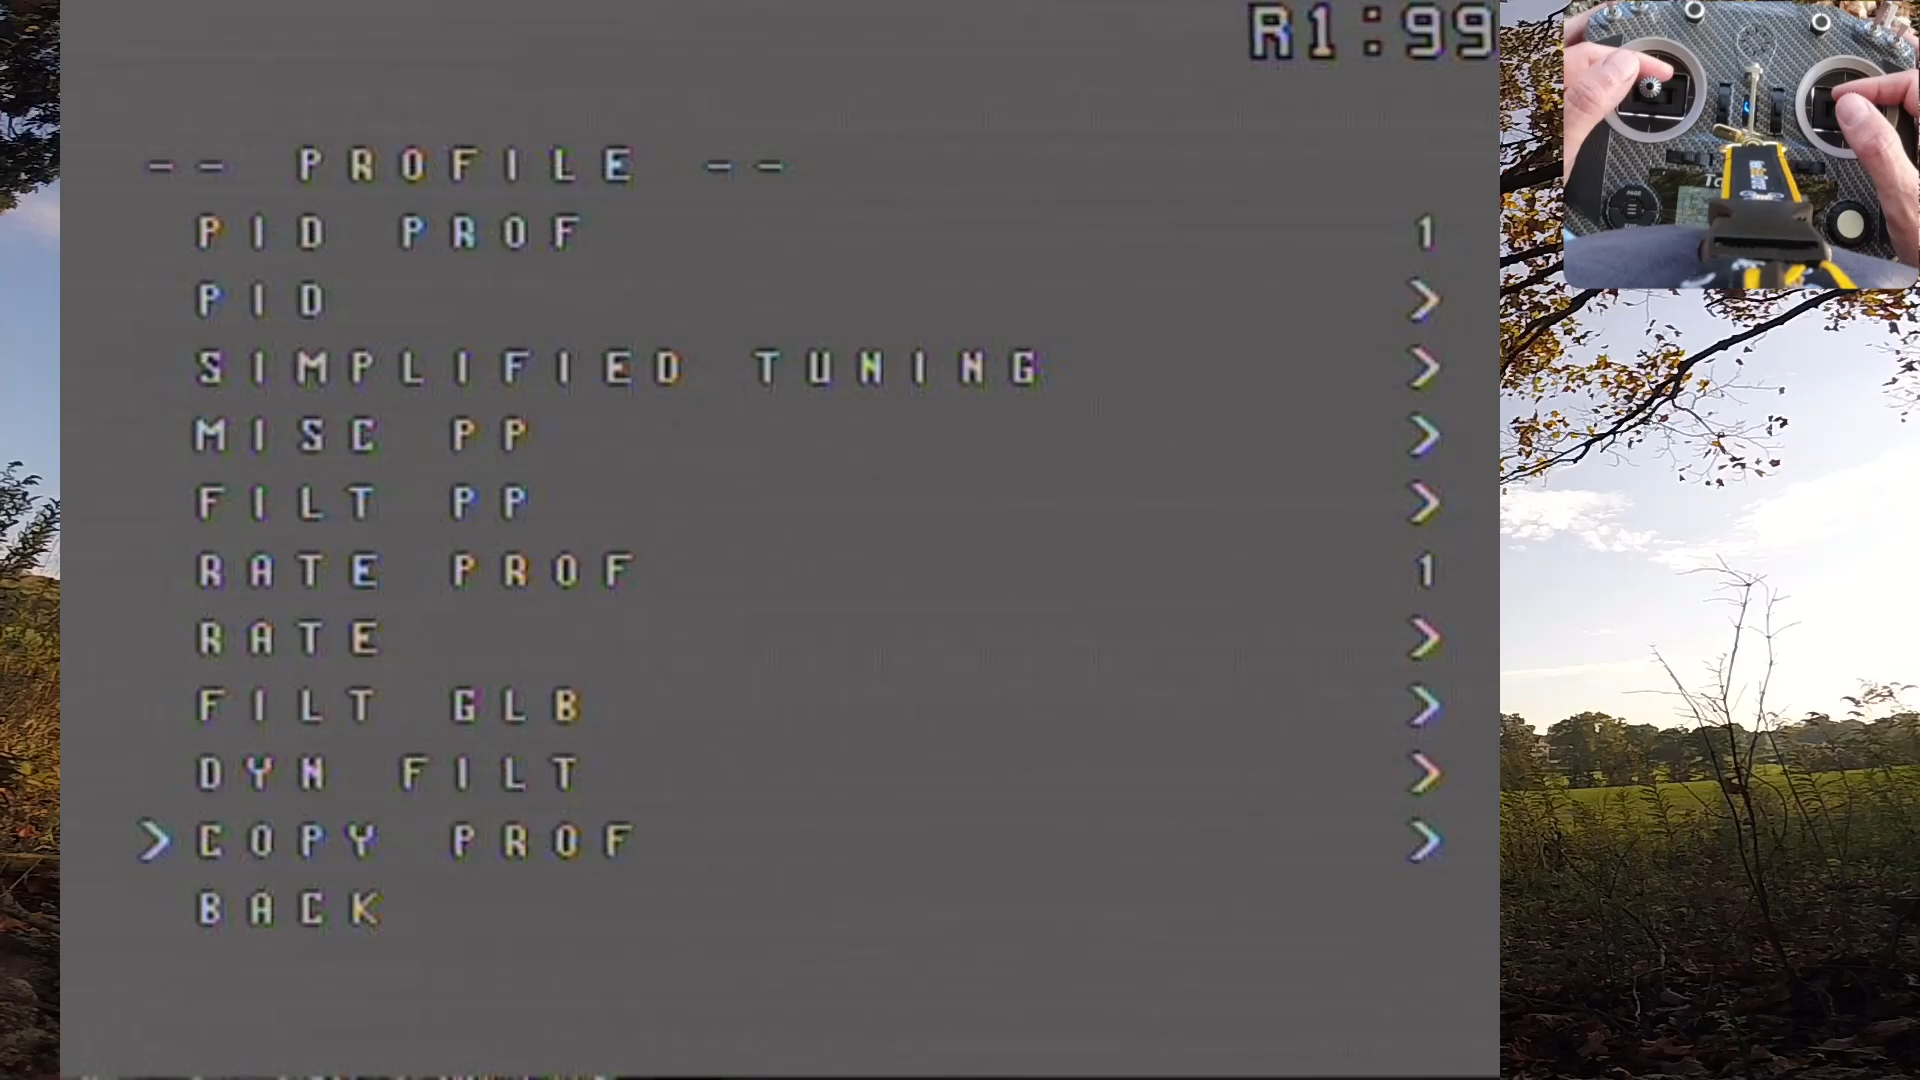 R1:99
-- PROFILE --
PID PROF 1
PID >
SIMPLIFIED TUNING >
MISC PP >
FILT PP >
RATE PROF 1
RATE >
FILT GLB >
DYN FILT >
>COPY PROF >
BACK